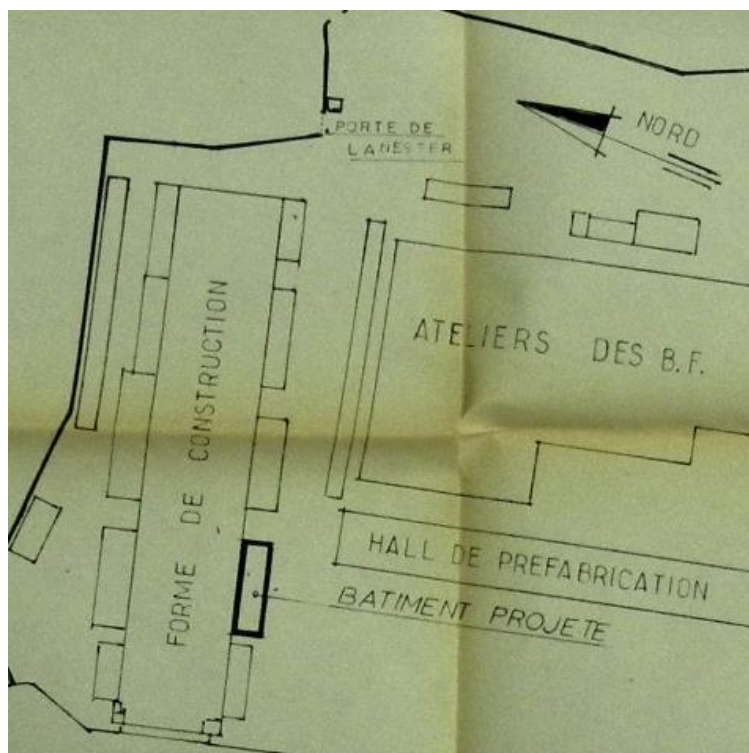 PORTE DE
LANESTER
NORD
FORME DE CONSTRUCTION
ATELIERS DES B.F.
HALL DE PREFABRICATION
BATIMENT PROJETE